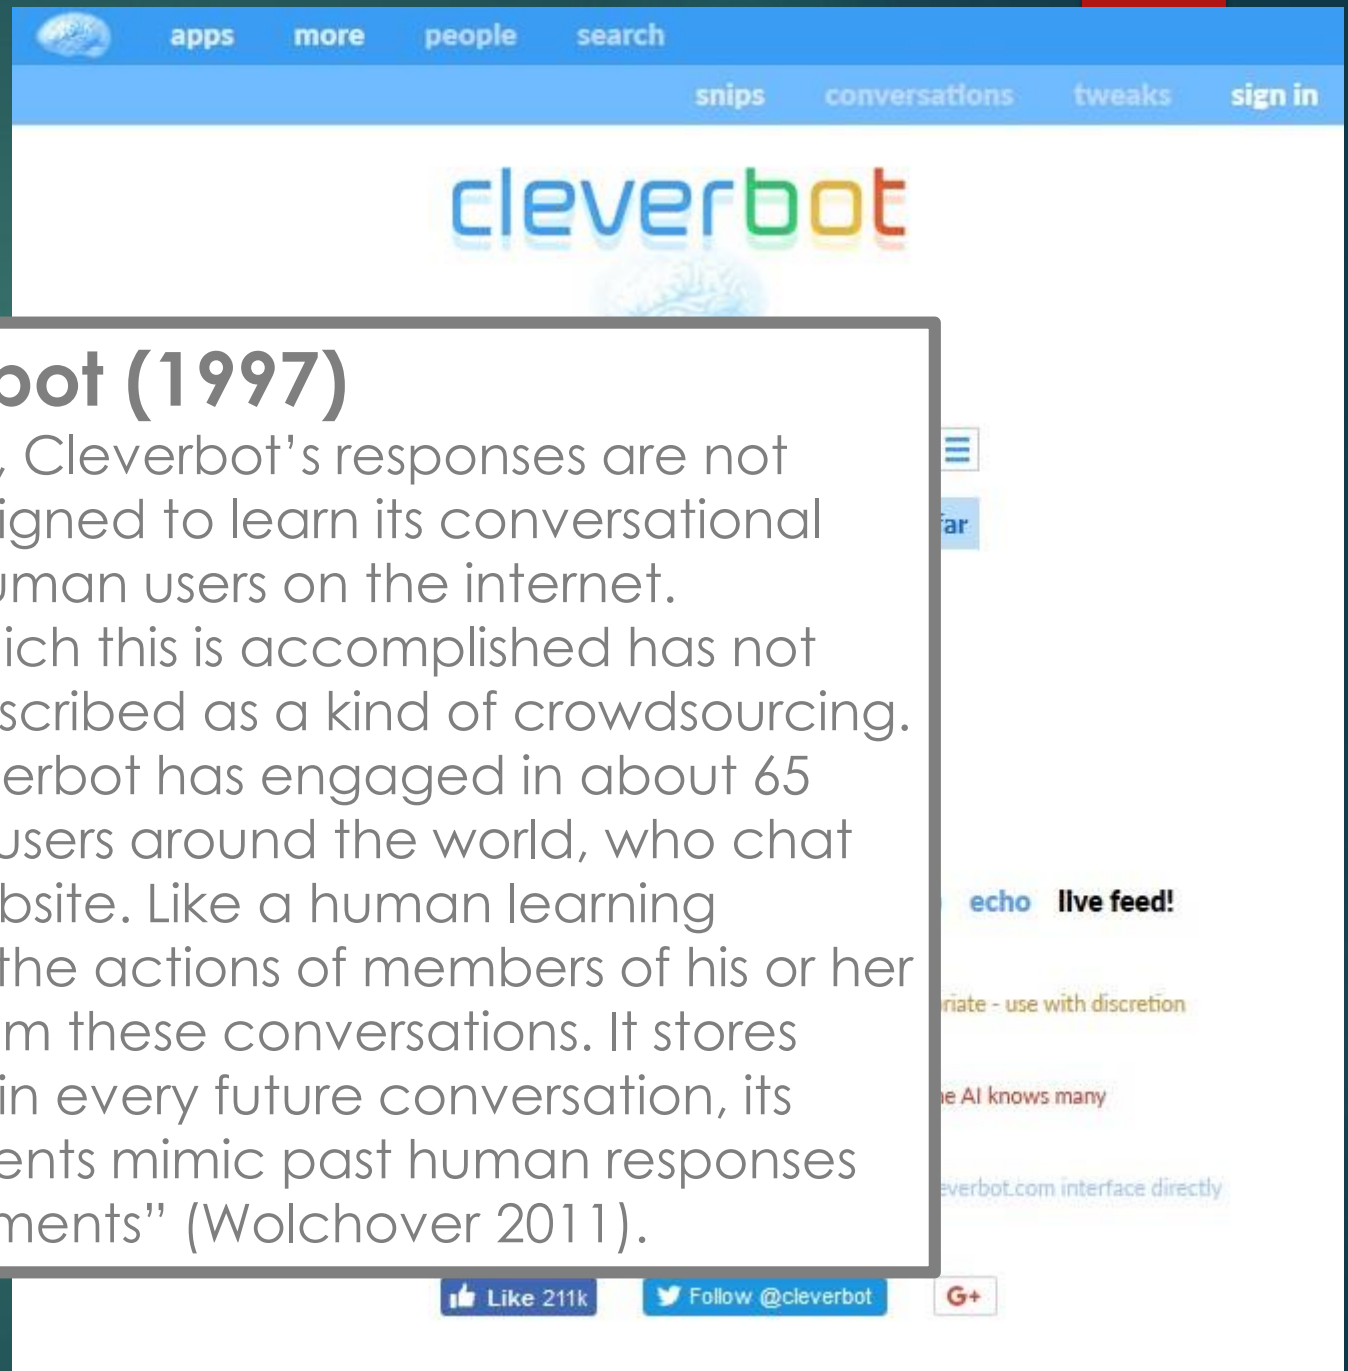 apps more people search
snips conversations tweaks sign in
cleverbot
bot (1997)
, Cleverbot’s responses are not
igned to learn its conversational
uman users on the internet.
ich this is accomplished has not
scribed as a kind of crowdsourcing.
erbot has engaged in about 65
users around the world, who chat
bsite. Like a human learning
the actions of members of his or her
m these conversations. It stores
in every future conversation, its
ents mimic past human responses
ments” (Wolchover 2011).
far
echo live feed!
riate - use with discretion
e AI knows many
everbot.com interface directly
Like 211k Follow @cleverbot G+